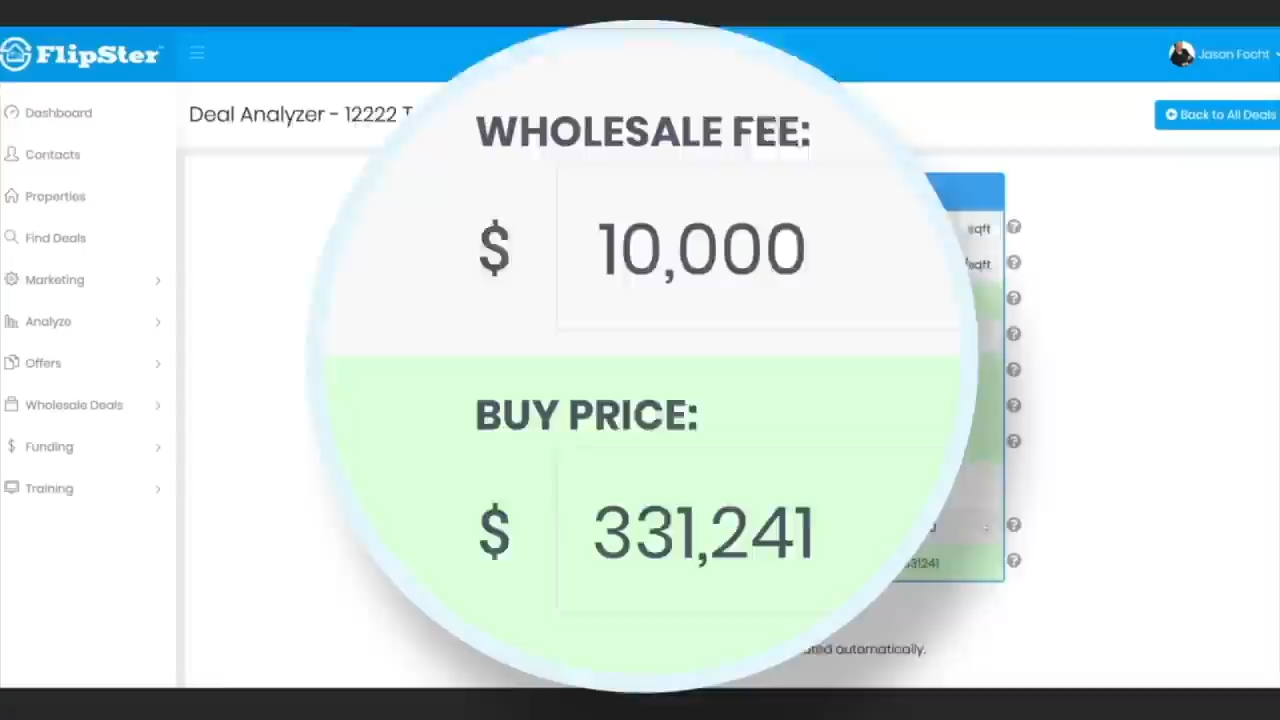 FlipSter
Jason Focht
Deal Analyzer - 12222 T
Back to All Deals
Dashboard
Contacts
Properties
Find Deals
Marketing
Analyze
Offers
Wholesale Deals
Funding
Training
WHOLESALE FEE:
$ 10,000
BUY PRICE:
$ 331,241
sqft
sqft
31241
automatically.